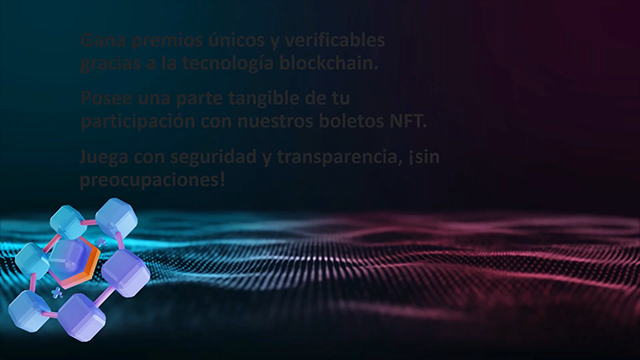 Gana premios únicos y verificables
gracias a la tecnología blockchain.
Posee una parte tangible de tu
participación con nuestros boletos NFT.
Juega con seguridad y transparencia, ¡sin
preocupaciones!